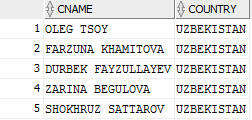 CNAME COUNTRY
1 OLEG TSOY UZBEKISTAN
2 FARZUNA KHAMITOVA UZBEKISTAN
3 DURBEK FAYZULLAYEV UZBEKISTAN
4 ZARINA BEGULOVA UZBEKISTAN
5 SHOKHRUZ SATTAROV UZBEKISTAN